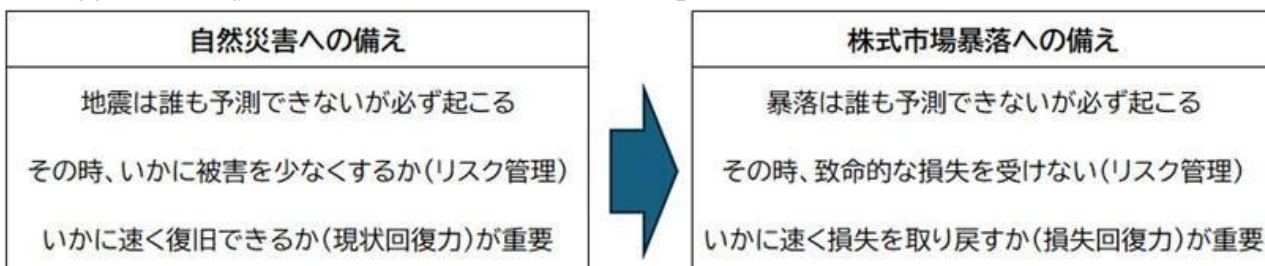 自然災害への備え
地震は誰も予測できないが必ず起こる
その時、いかに被害を少なくするか(リスク管理)
いかに速く復旧できるか(現状回復力)が重要
株式市場暴落への備え
暴落は誰も予測できないが必ず起こる
その時、致命的な損失を受けない(リスク管理)
いかに速く損失を取り戻すか(損失回復力)が重要